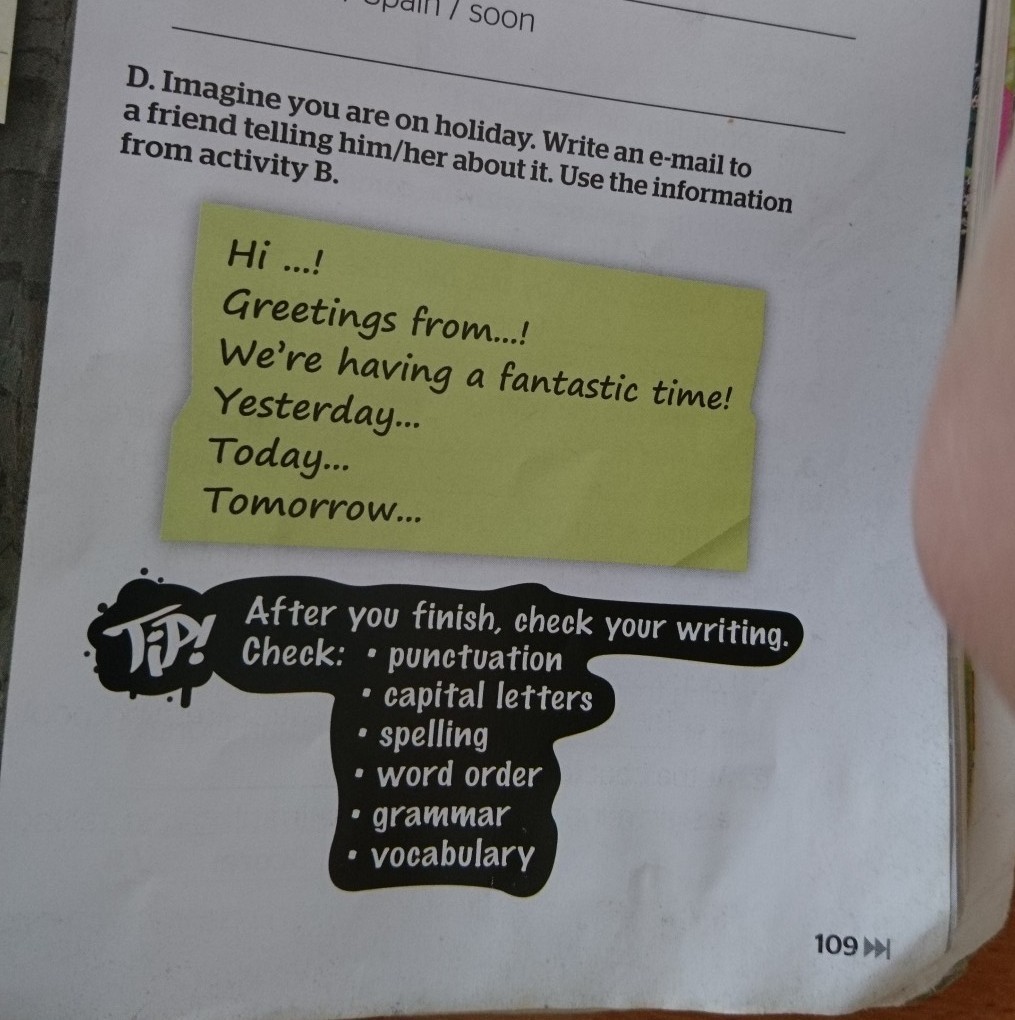 / soon
D. Imagine you are on holiday. Write an e-mail to
a friend telling him/her about it. Use the information
from activity B.
Hi ...!
Greetings from...!
We're having a fantastic time!
Yesterday...
Today...
Tomorrow...
TiP! After you finish, check your writing.
Check: • punctuation
• capital letters
• spelling
• word order
• grammar
• vocabulary
109